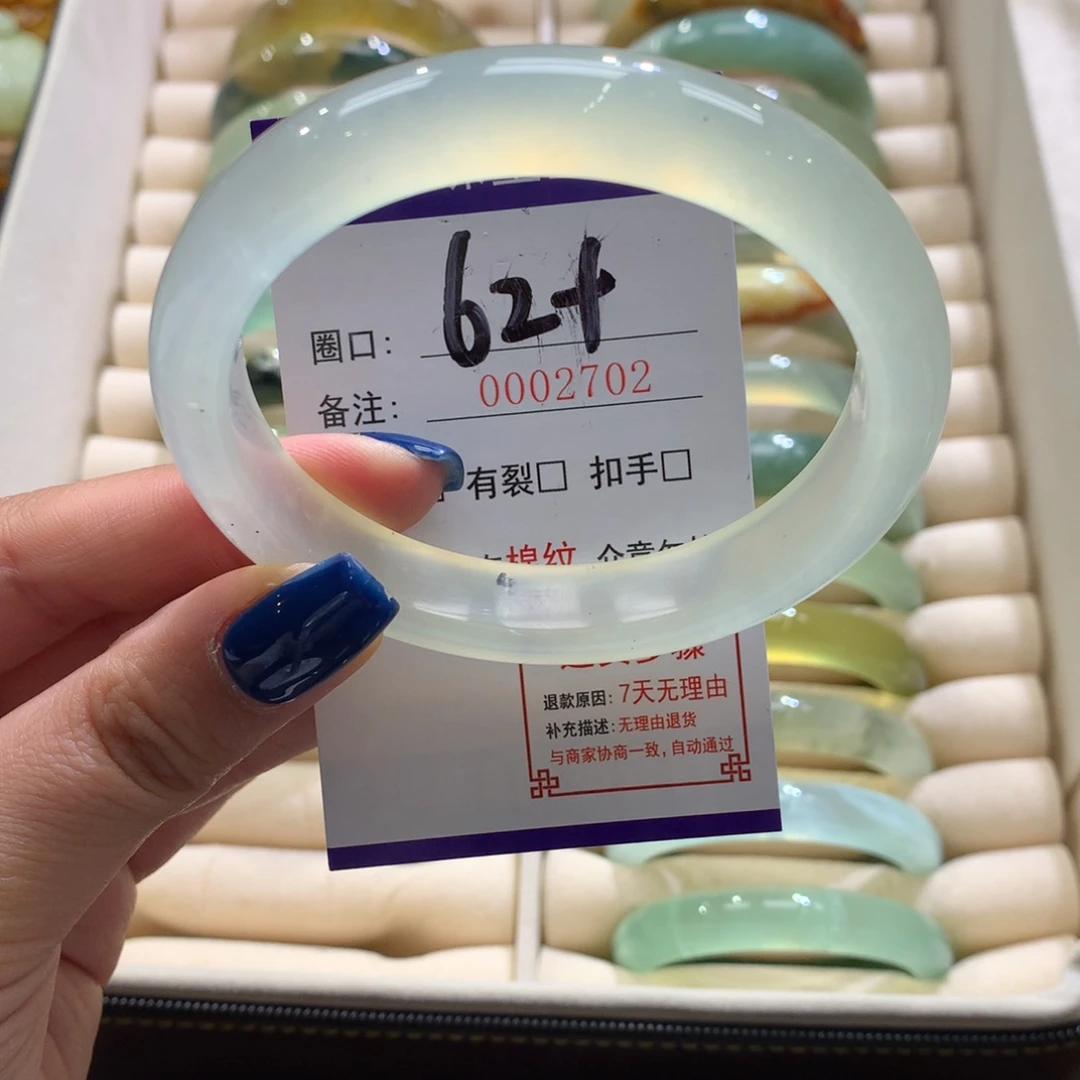 圈口: 62+
备注: 0002702
有裂□ 扣手□
棉纹
退款原因: 7天无理由
补充描述: 无理由退货
与商家协商一致, 自动通过